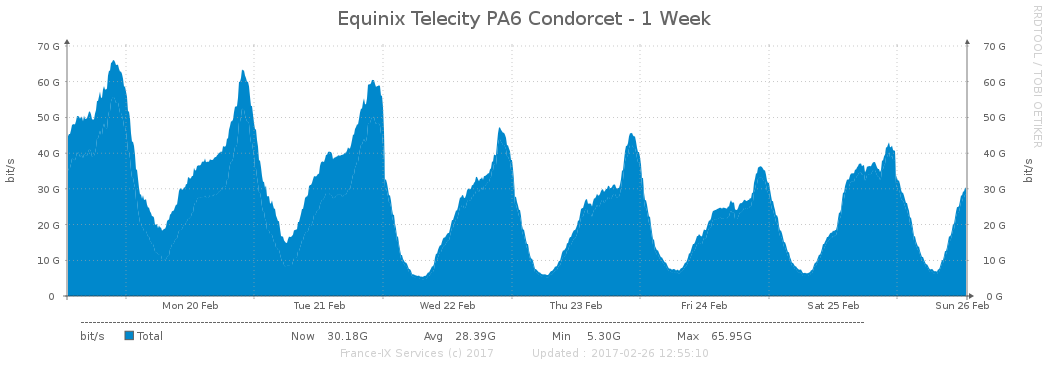 Equinix Telecity PA6 Condorcet - 1 Week
RRDTOOL / TOBI OETIKER
70 G 70 G
60 G 60 G
50 G 50 G
40 G 40 G
30 G 30 G
20 G 20 G
10 G 10 G
0 0 G
bit/s bit/s
Mon 20 Feb Tue 21 Feb Wed 22 Feb Thu 23 Feb Fri 24 Feb Sat 25 Feb Sun 26 Feb
bit/s Total Now 30.18G Avg 28.39G Min 5.30G Max 65.95G
France-IX Services (c) 2017 Updated : 2017-02-26 12:55:10